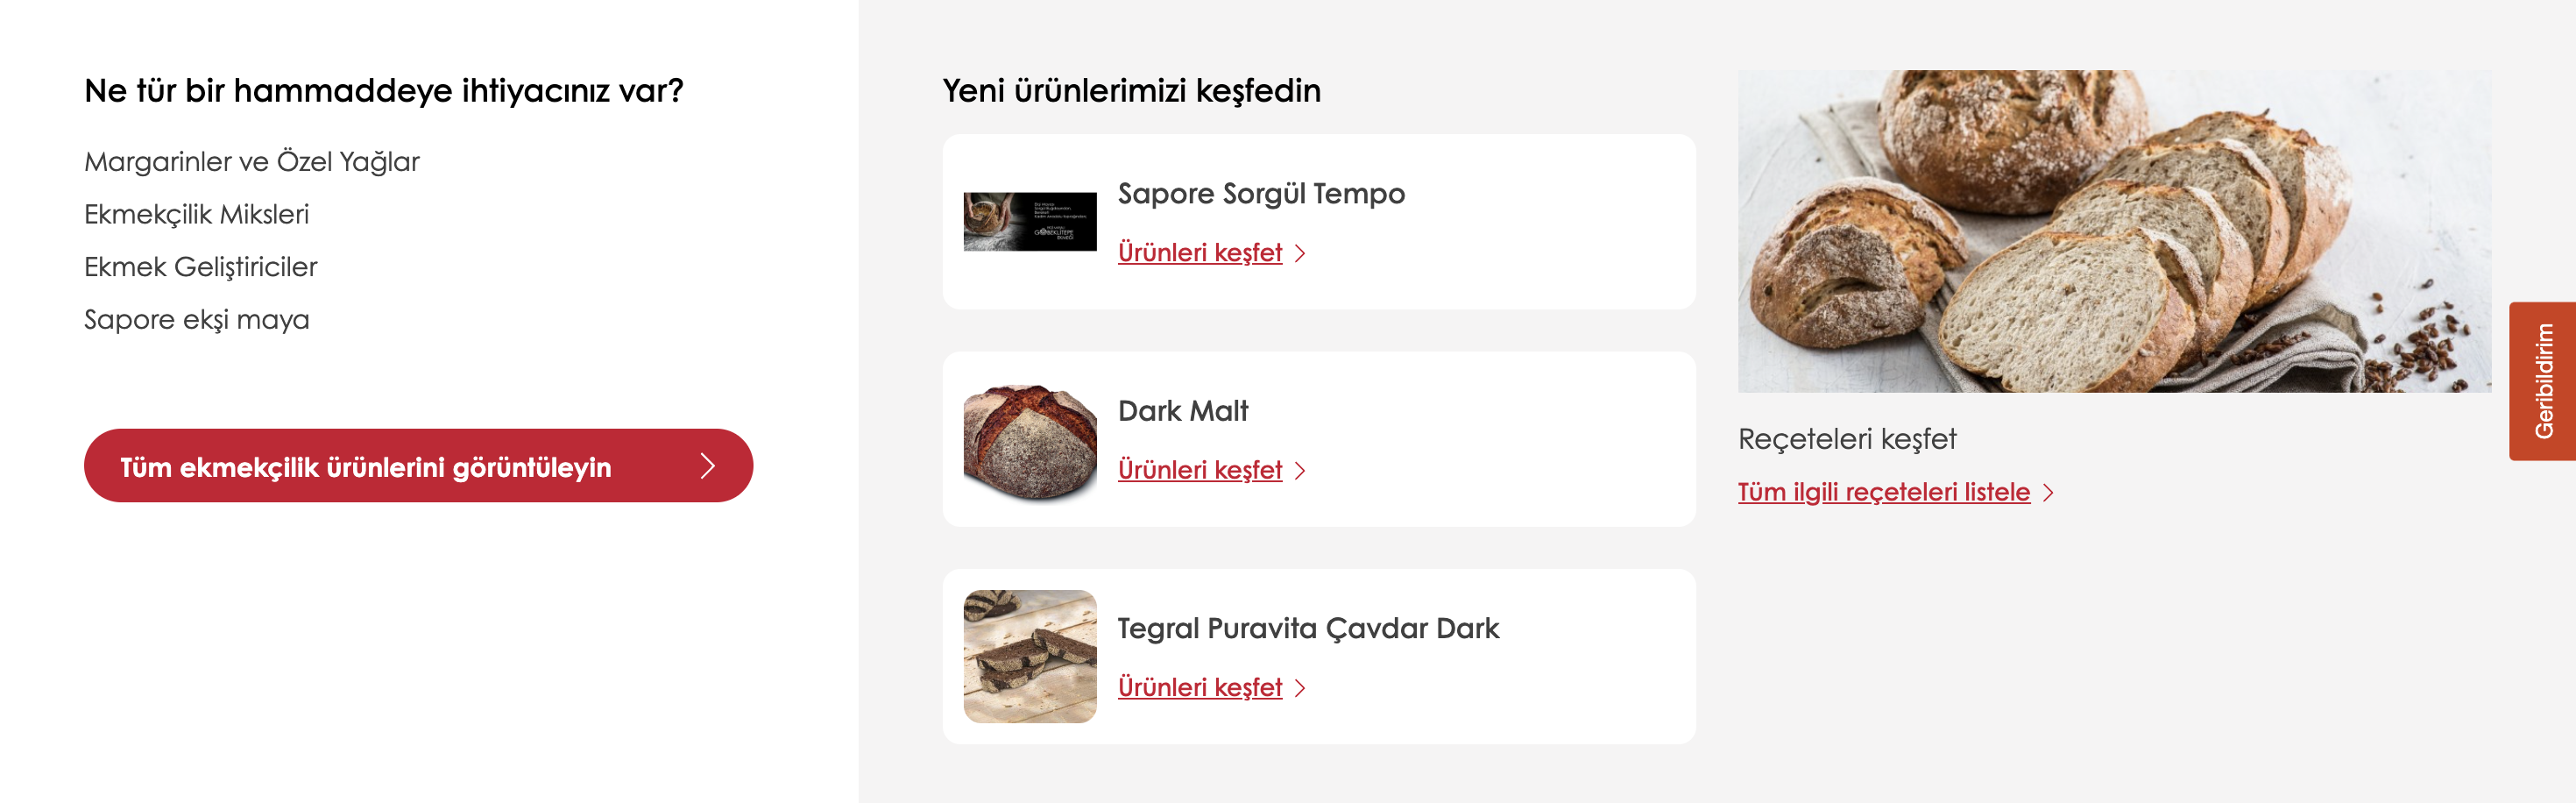 Ne tür bir hammaddeye ihtiyacınız var?
Margarinler ve Özel Yağlar
Ekmekçilik Miksleri
Ekmek Geliştiriciler
Sapore ekşi maya
Tüm ekmekçilik ürünlerini görüntüleyin
Yeni ürünlerimizi keşfedin
Sapore Sorgül Tempo
Ürünleri keşfet
Dark Malt
Ürünleri keşfet
Tegral Puravita Çavdar Dark
Ürünleri keşfet
Reçeteleri keşfet
Tüm ilgili reçeteleri listele
Geribildirim